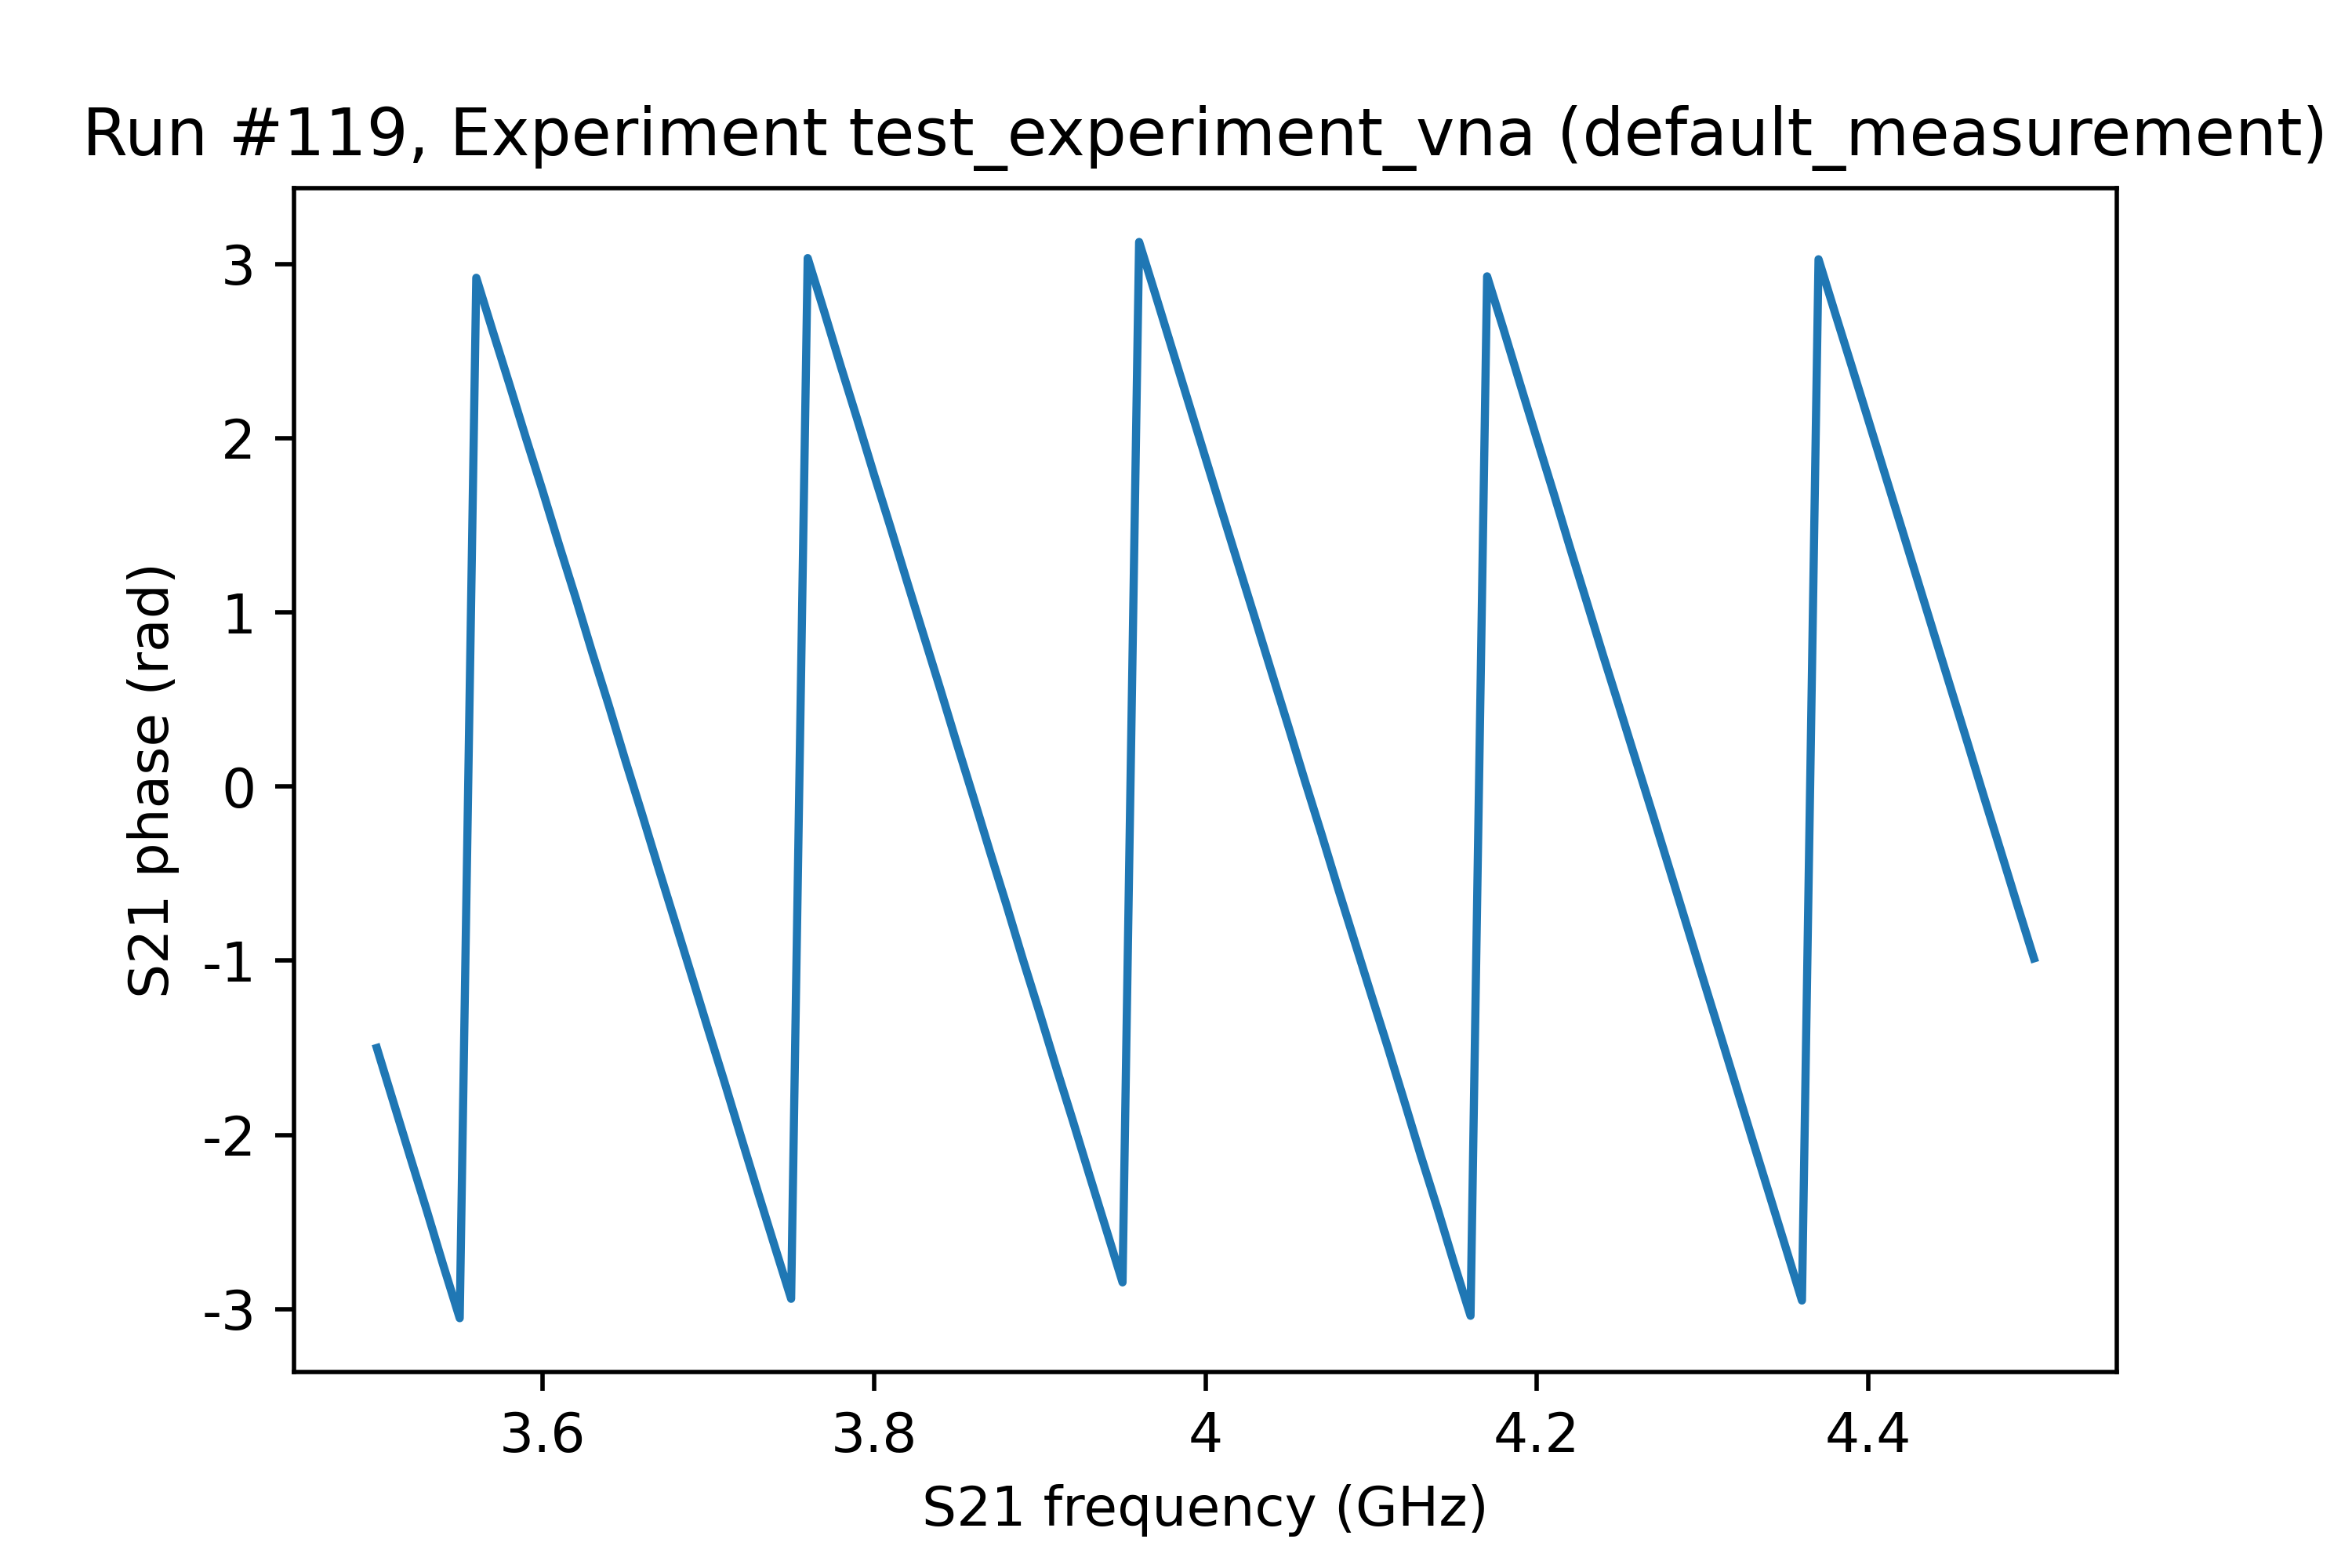 Run #119, Experiment test_experiment_vna (default_measurement)
S21 phase (rad)
3
2
1
0
-1
-2
-3
3.6 3.8 4 4.2 4.4
S21 frequency (GHz)